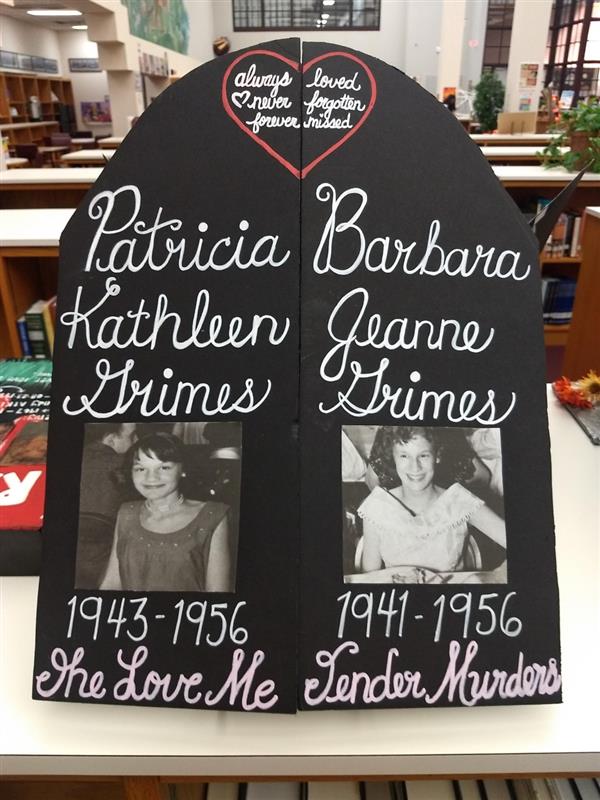 always loved
never forgotten
forever missed
Patricia
Kathleen
Grimes
1943-1956
Barbara
Jeanne
Grimes
1941-1956
The Love Me Tender Murders